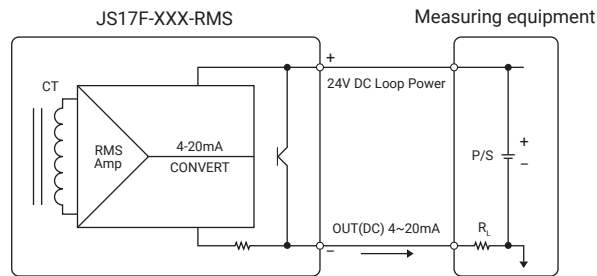 JS17F-XXX-RMS
Measuring equipment
+
24V DC Loop Power
CT
RMS
Amp
4-20mA
CONVERT
P/S
+
−
OUT(DC) 4~20mA
−
R_L